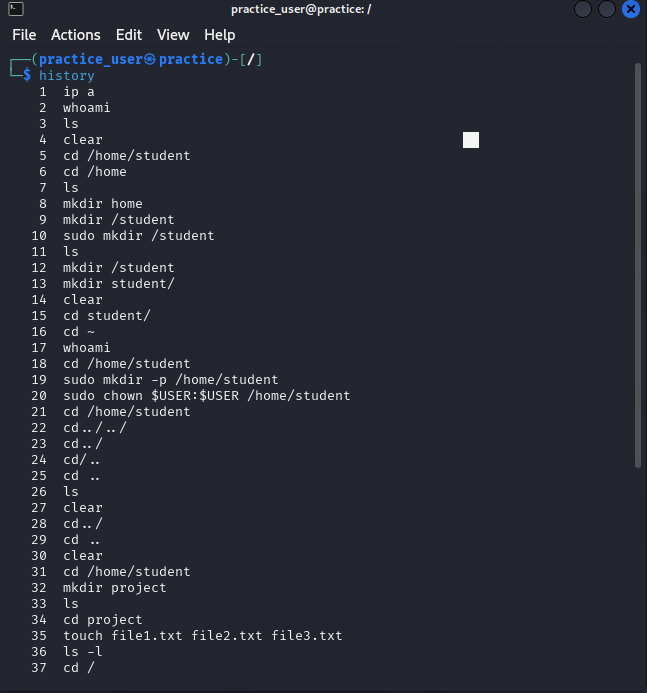 practice_user@practice: /
File Actions Edit View Help
┌──(practice_user㉿practice)-[/]
└─$ history
1 ip a
2 whoami
3 ls
4 clear
5 cd /home/student
6 cd /home
7 ls
8 mkdir home
9 mkdir /student
10 sudo mkdir /student
11 ls
12 mkdir /student
13 mkdir student/
14 clear
15 cd student/
16 cd ~
17 whoami
18 cd /home/student
19 sudo mkdir -p /home/student
20 sudo chown $USER:$USER /home/student
21 cd /home/student
22 cd../../
23 cd../
24 cd/..
25 cd ..
26 ls
27 clear
28 cd../
29 cd ..
30 clear
31 cd /home/student
32 mkdir project
33 ls
34 cd project
35 touch file1.txt file2.txt file3.txt
36 ls -l
37 cd /